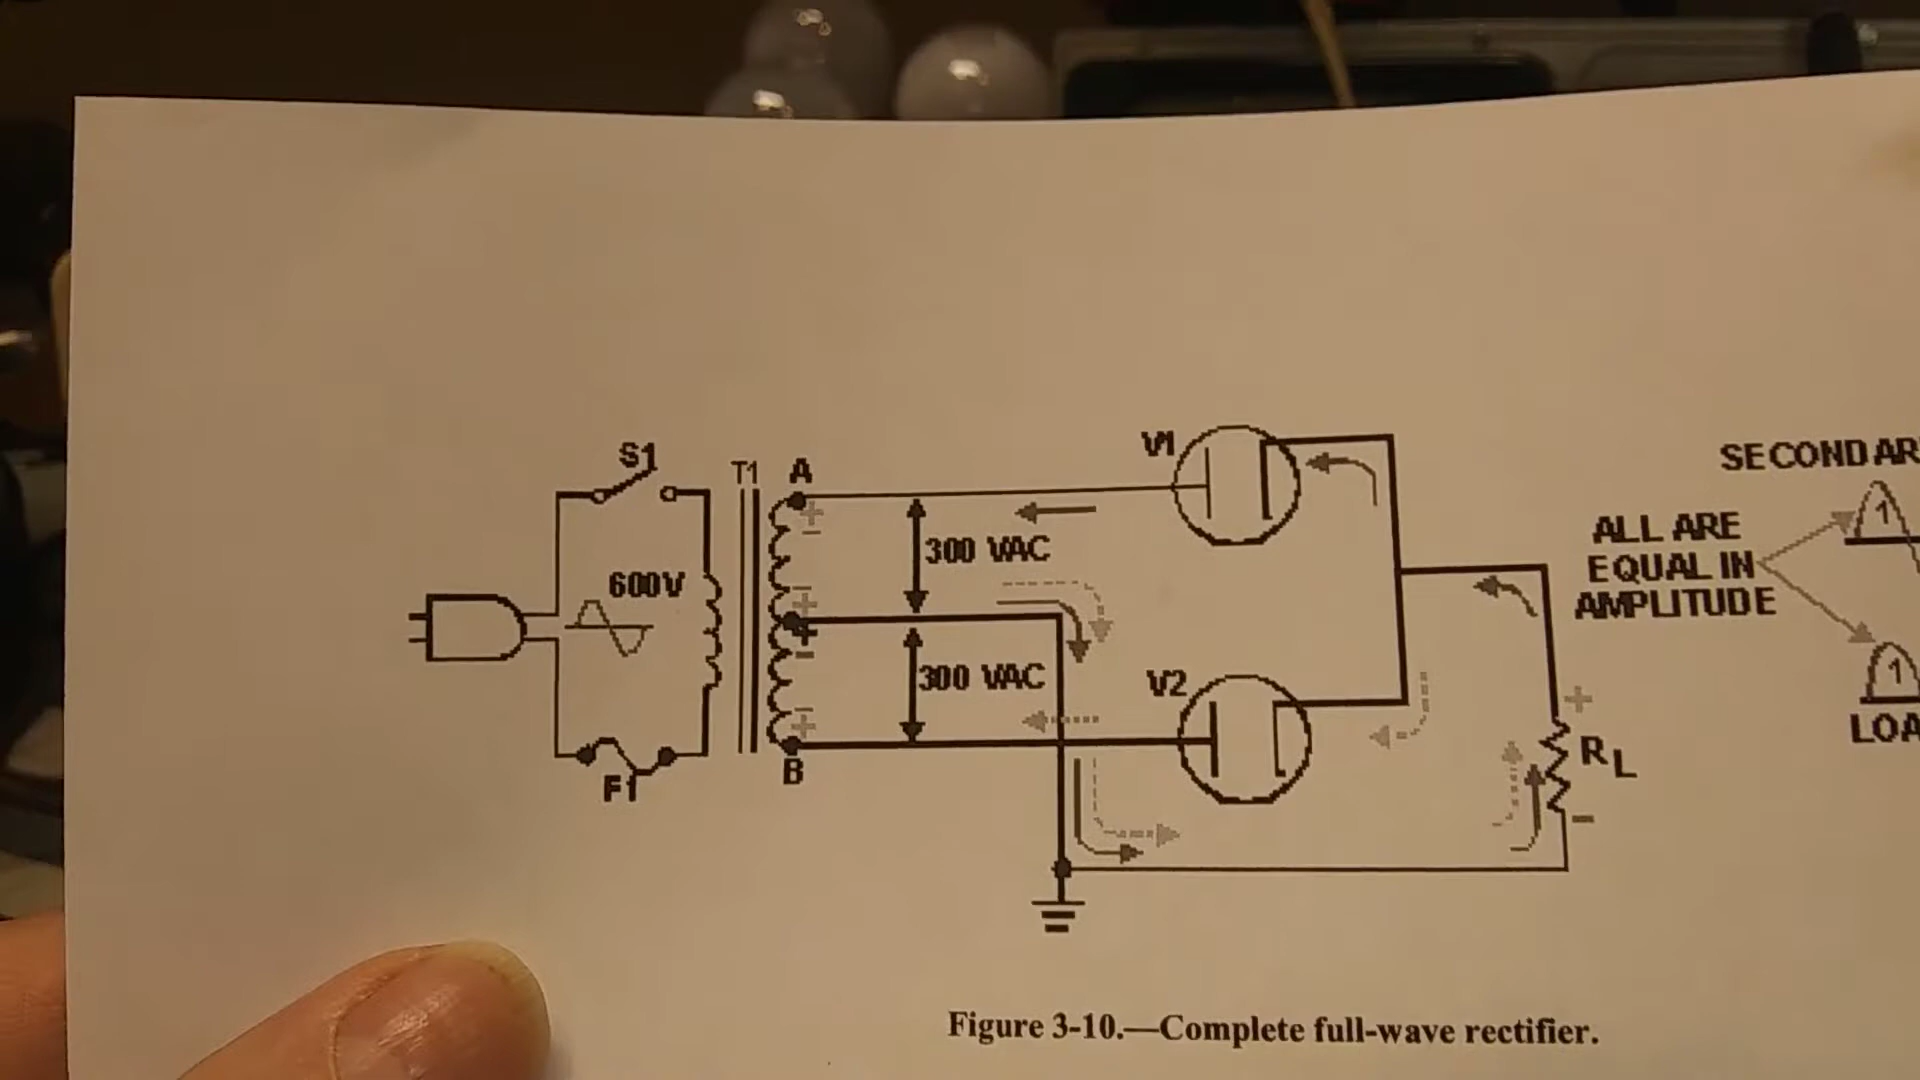 S1
T1
A
600V
F1
B
300 VAC
300 VAC
V1
V2
RL
ALL ARE
EQUAL IN
AMPLITUDE
SECONDAR
1
1
LOA
Figure 3-10.—Complete full-wave rectifier.